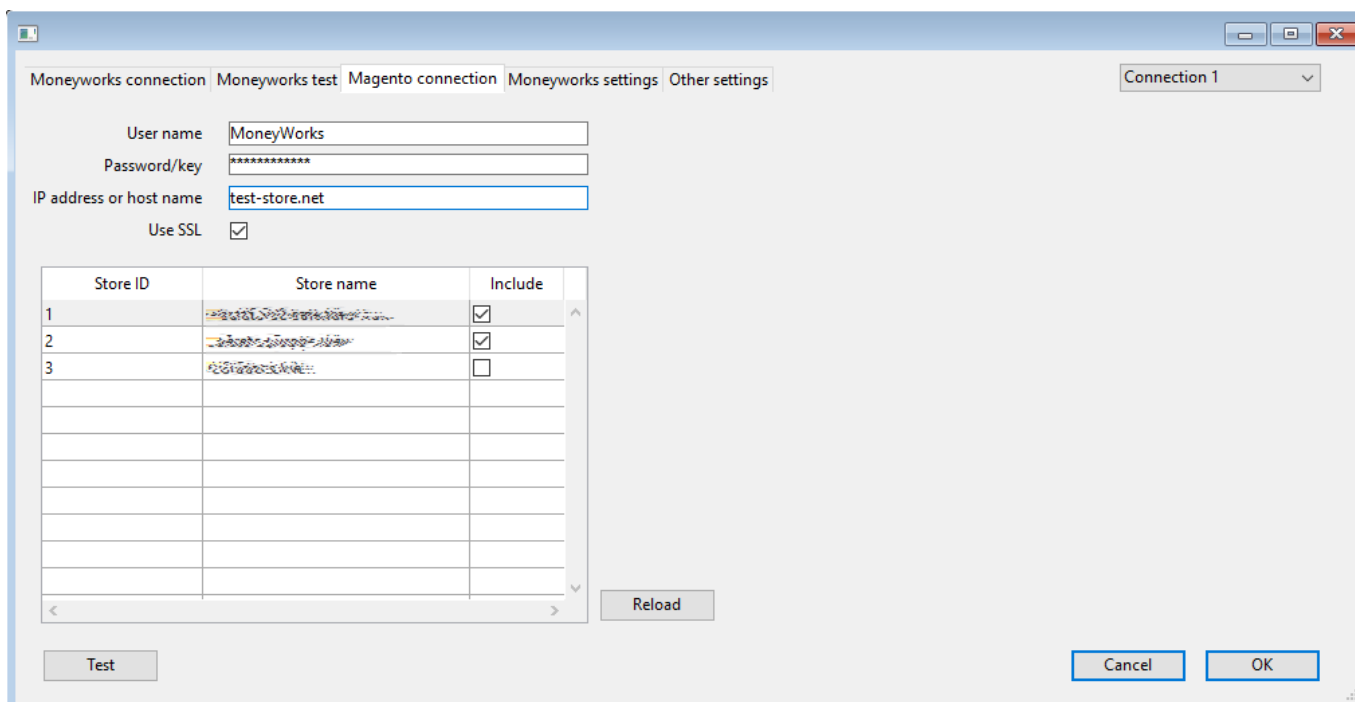 Moneyworks connection Moneyworks test Magento connection Moneyworks settings Other settings Connection 1
User name MoneyWorks
Password/key ************
IP address or host name test-store.net
Use SSL
Store ID Store name Include
1
2
3
Reload
Test Cancel OK